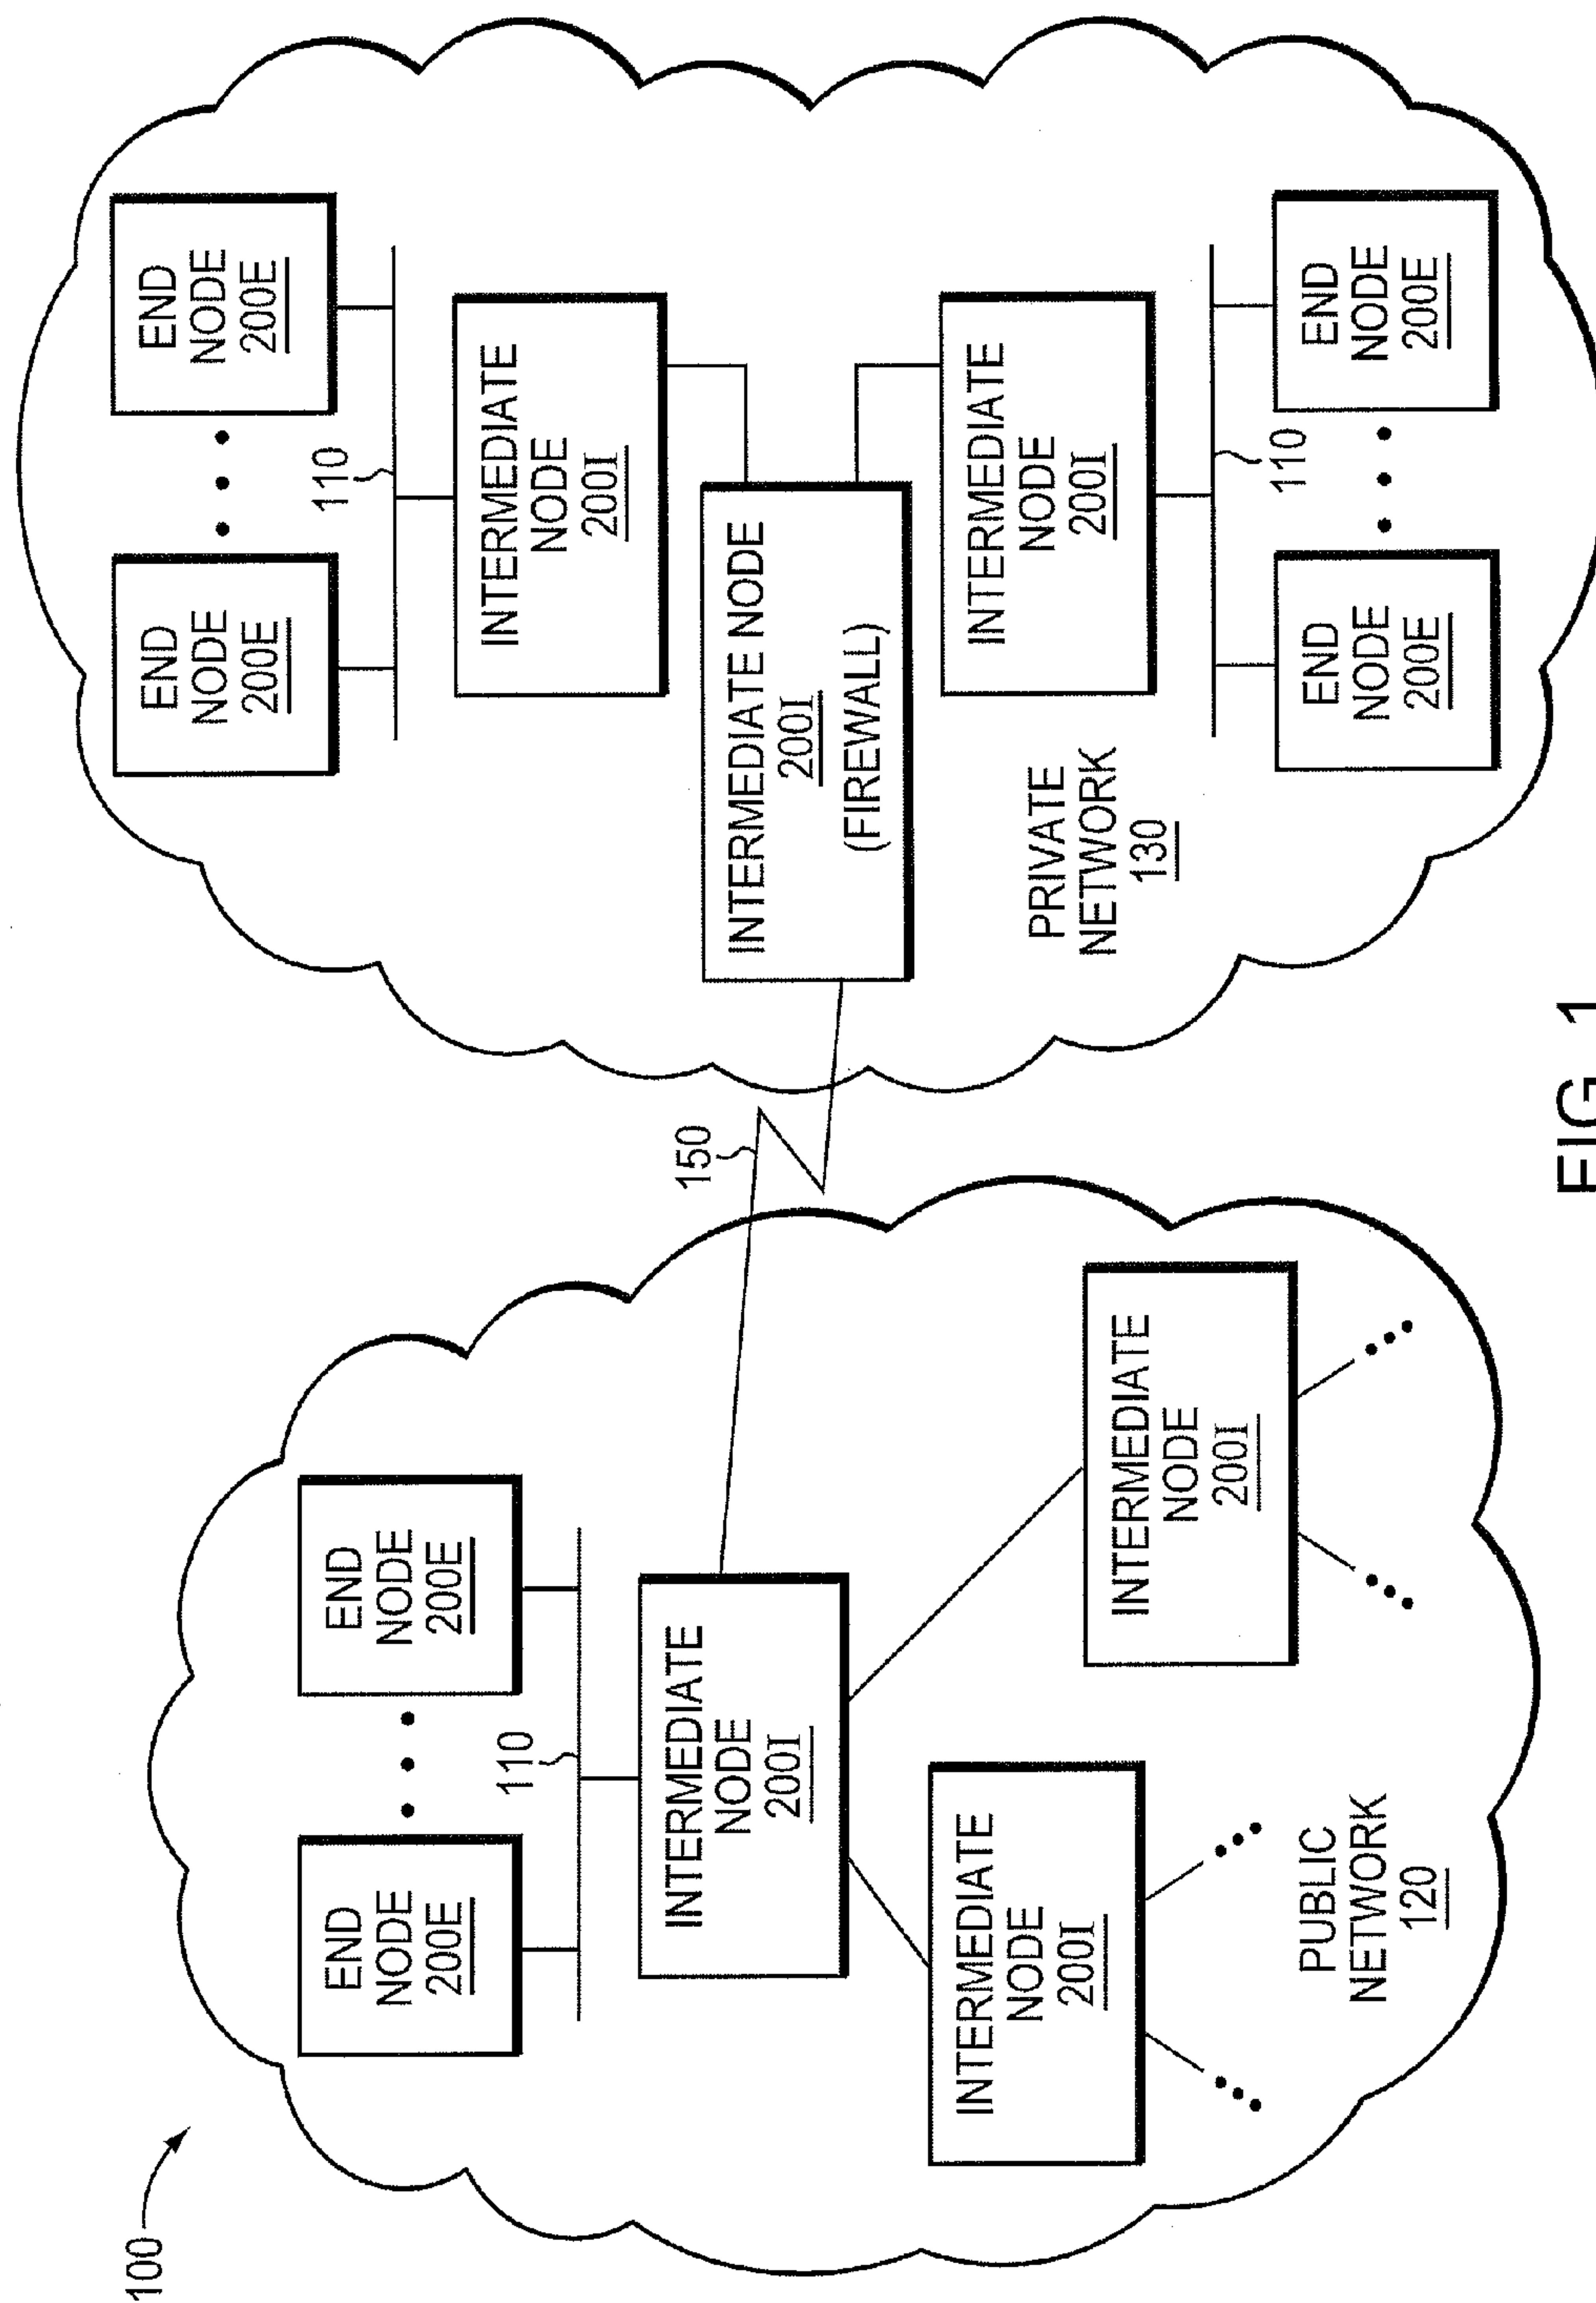 100
END
NODE
200E
END
NODE
200E
110
INTERMEDIATE
NODE
200I
INTERMEDIATE
NODE
200I
INTERMEDIATE
NODE
200I
PUBLIC
NETWORK
120
150
END
NODE
200E
END
NODE
200E
110
INTERMEDIATE
NODE
200I
INTERMEDIATE NODE
200I
(FIREWALL)
INTERMEDIATE
NODE
200I
110
END
NODE
200E
END
NODE
200E
PRIVATE
NETWORK
130
FIG. 1